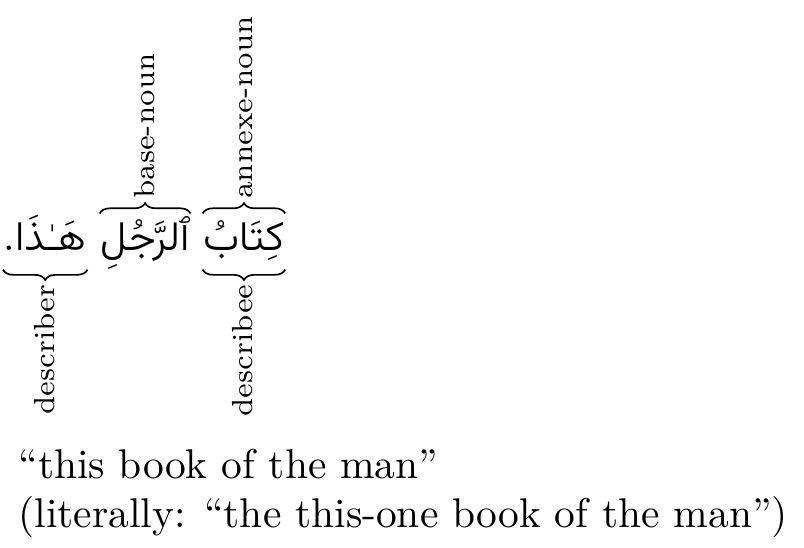 base-noun
annexe-noun
كِتَابُ ٱلرَّجُلِ هَـٰذَا.
describer
describee
“this book of the man”
(literally: “the this-one book of the man”)